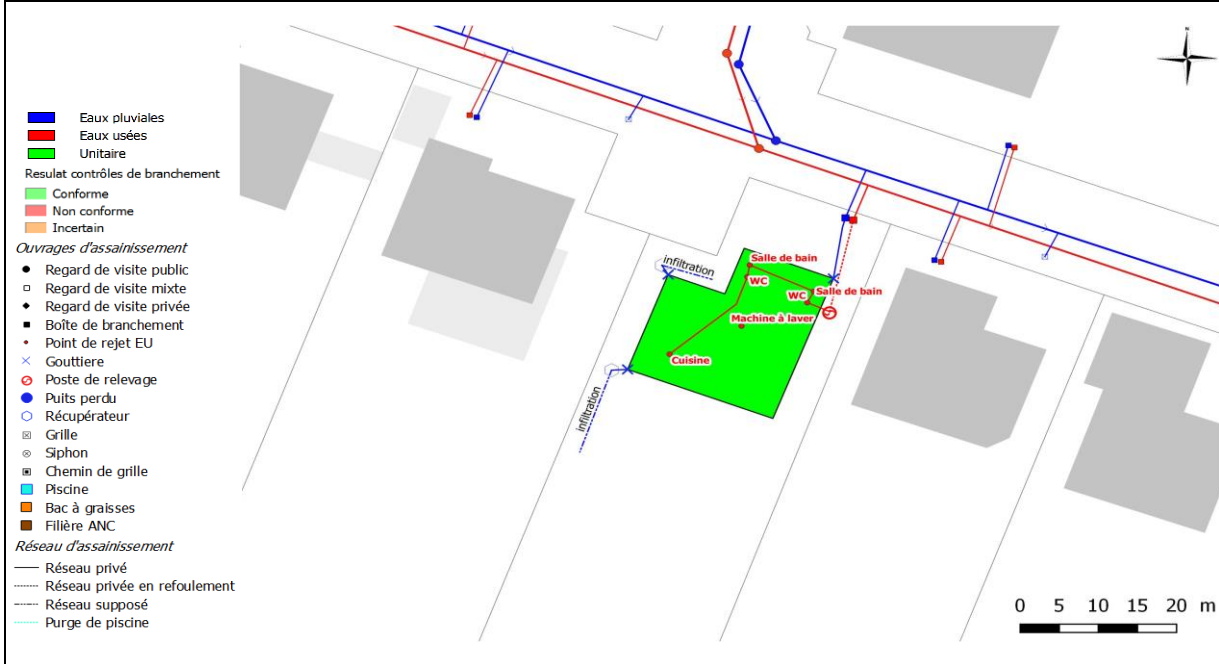 Eaux pluviales
Eaux usées
Unitaire
Resulat contrôles de branchement
Conforme
Non conforme
Incertain
Ouvrages d'assainissement
Regard de visite public
Regard de visite mixte
Regard de visite privée
Boîte de branchement
Point de rejet EU
Gouttiere
Poste de relevage
Puits perdu
Récupérateur
Grille
Siphon
Chemin de grille
Piscine
Bac à graisses
Filière ANC
Réseau d'assainissement
Réseau privé
Réseau privée en refoulement
Réseau supposé
Purge de piscine
infiltration
Salle de bain
WC
Salle de bain
WC
Machine à laver
Cuisine
infiltration
0 5 10 15 20 m